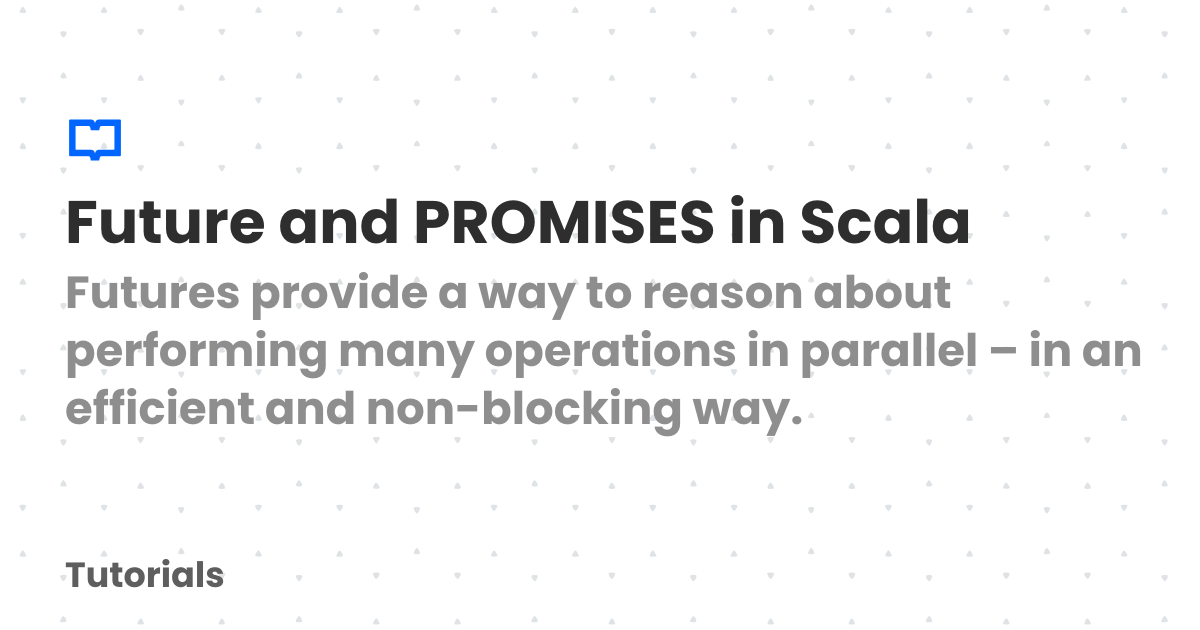 Future and PROMISES in Scala
Futures provide a way to reason about
performing many operations in parallel – in an
efficient and non-blocking way.
Tutorials